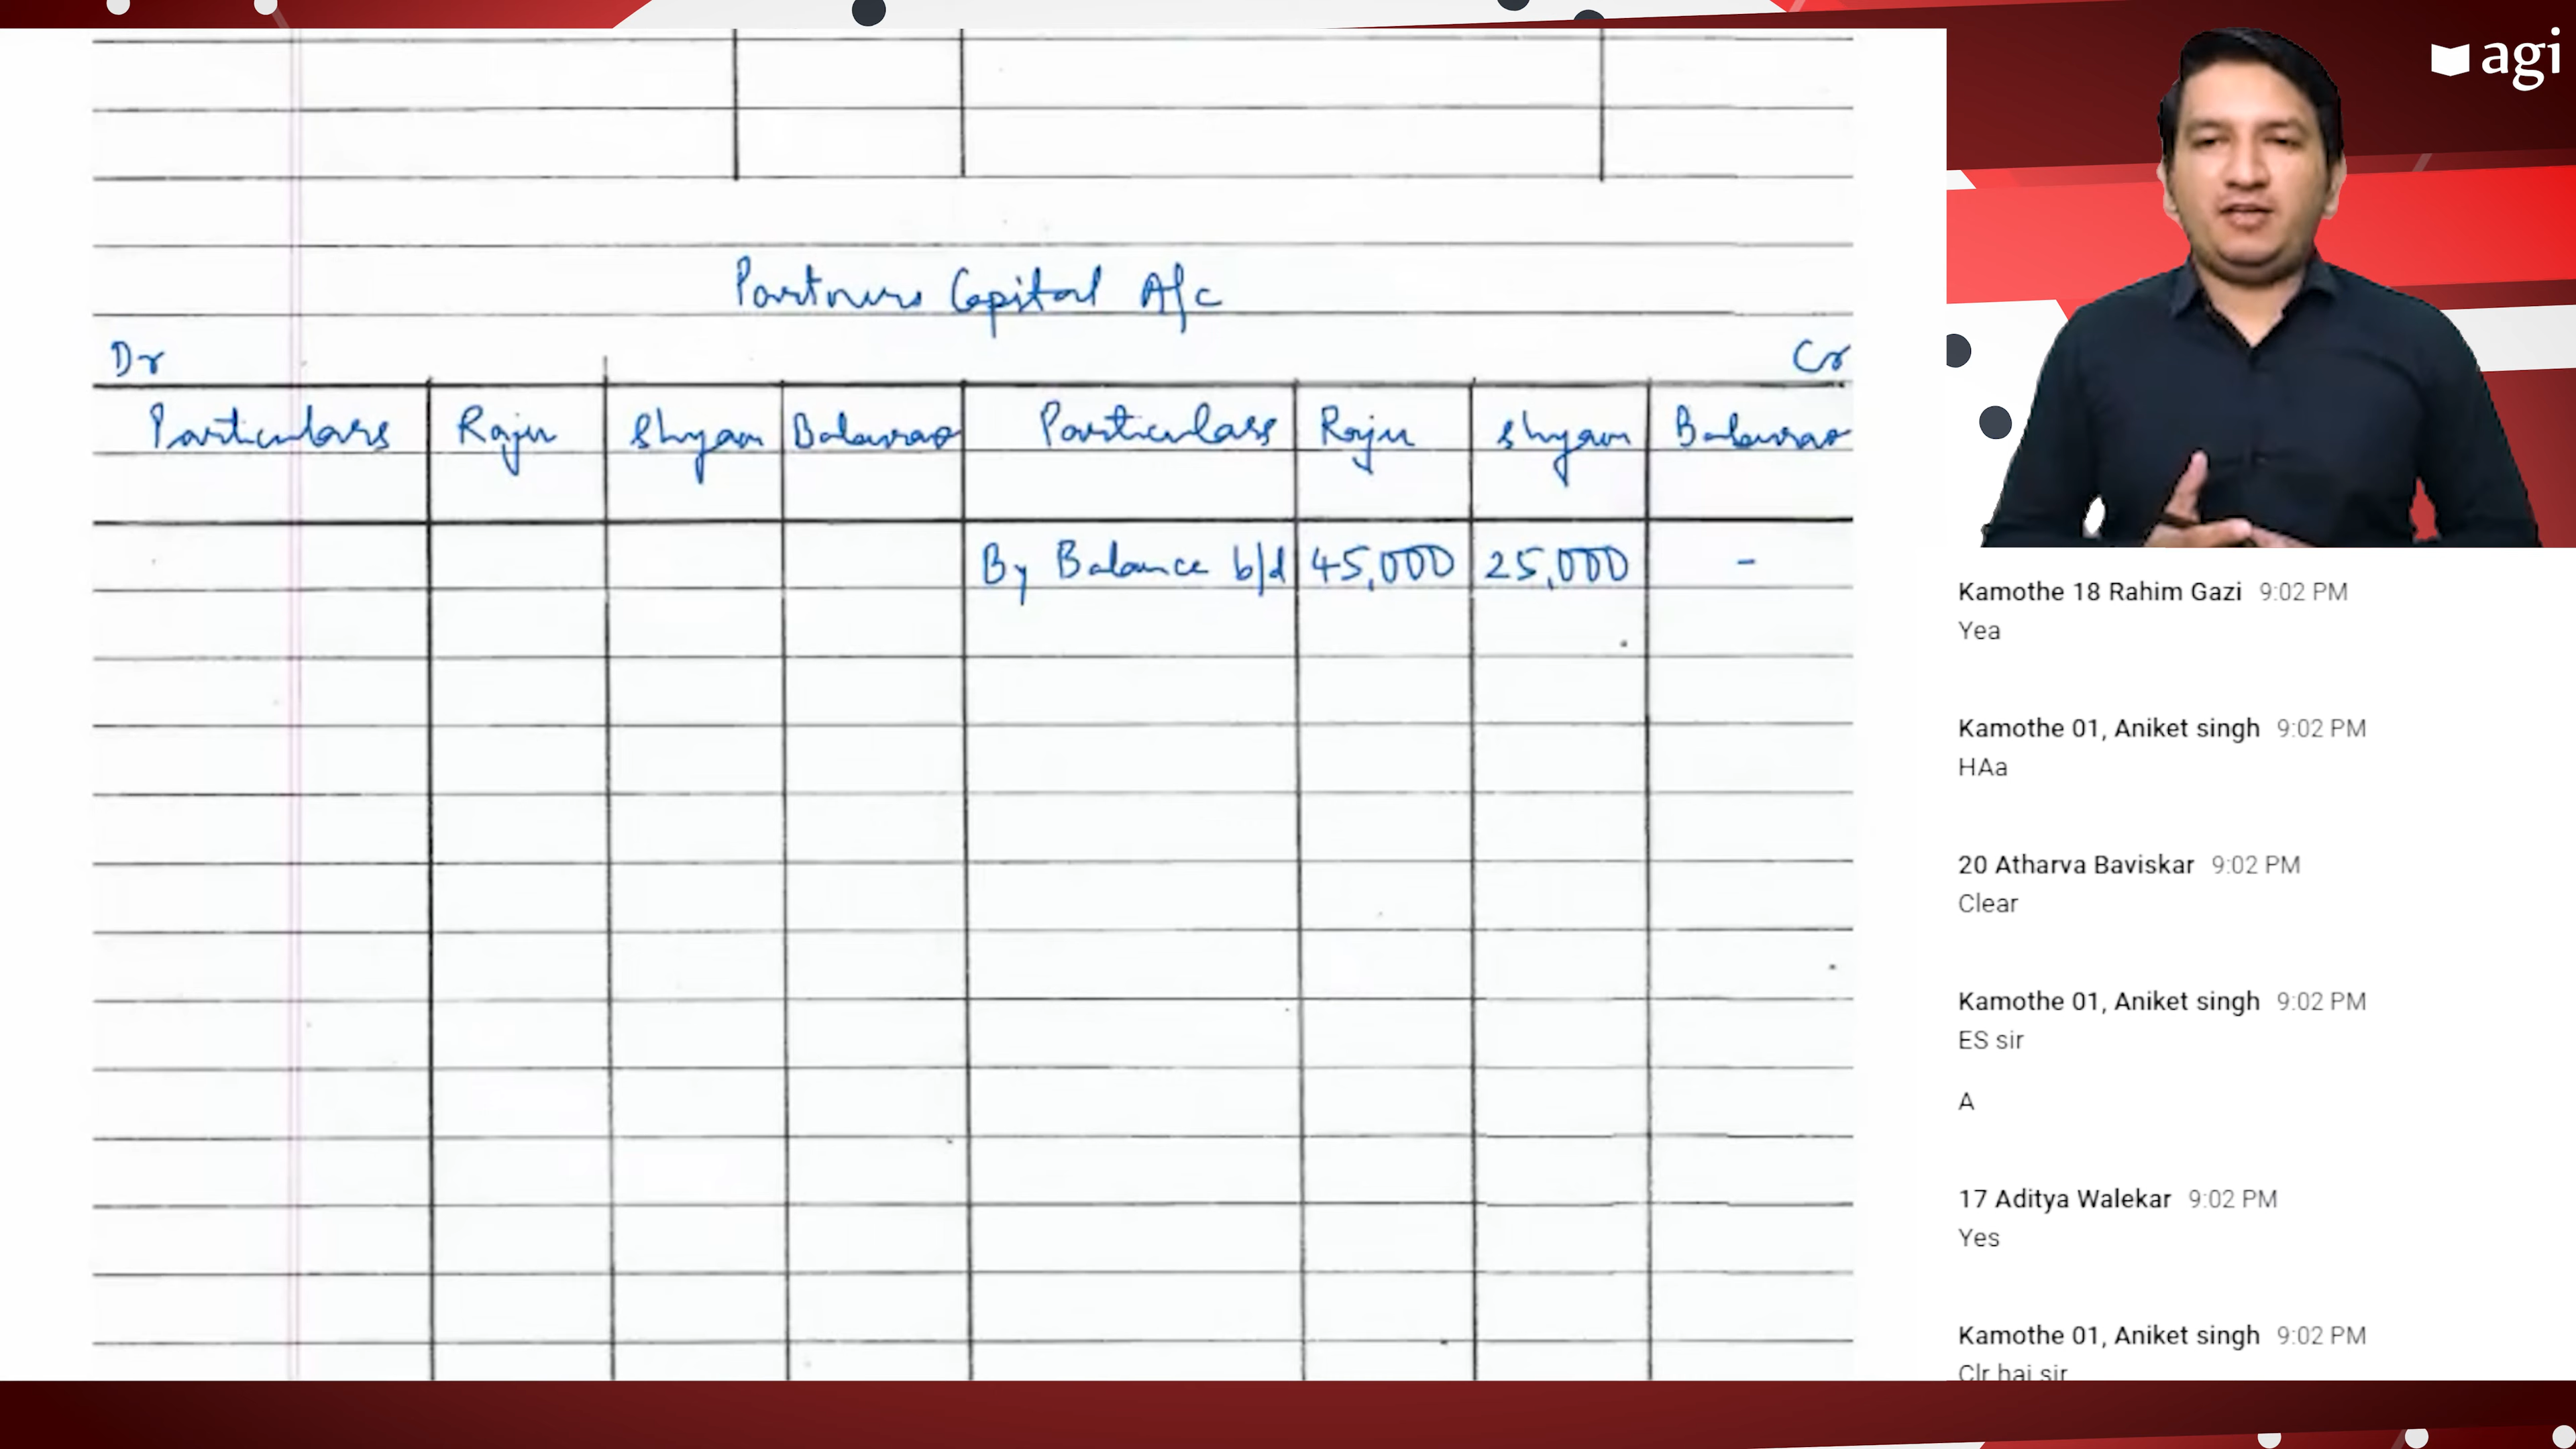 agi
Partners Capital A/c
Dr Cr
Particulars Raju Shyam Balurao Particulars Raju Shyam Balurao
By Balance b/d 45,000 25,000 -
Kamothe 18 Rahim Gazi 9:02 PM
Yea
Kamothe 01, Aniket singh 9:02 PM
HAa
20 Atharva Baviskar 9:02 PM
Clear
Kamothe 01, Aniket singh 9:02 PM
ES sir
A
17 Aditya Walekar 9:02 PM
Yes
Kamothe 01, Aniket singh 9:02 PM
Clr hai sir